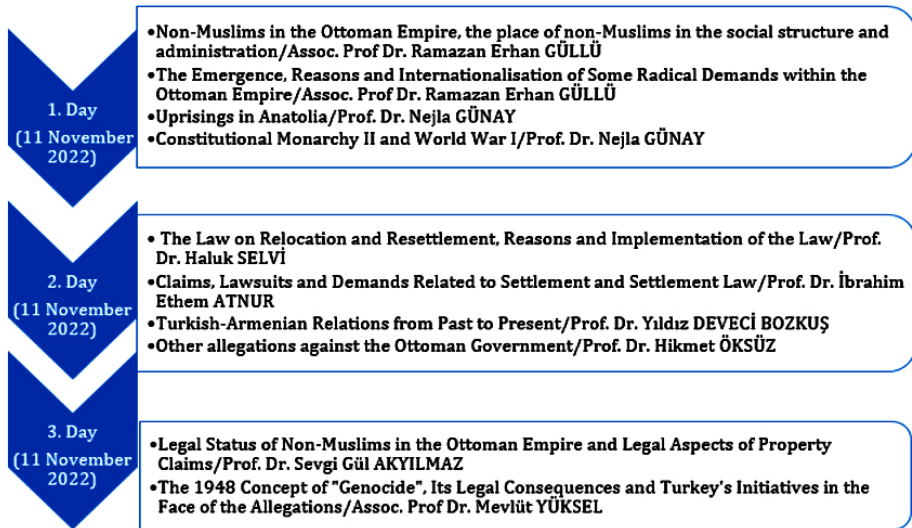 1. Day
(11 November
2022)
•Non-Muslims in the Ottoman Empire, the place of non-Muslims in the social structure and
administration/Assoc. Prof Dr. Ramazan Erhan GÜLLÜ
•The Emergence, Reasons and Internationalisation of Some Radical Demands within the
Ottoman Empire/Assoc. Prof Dr. Ramazan Erhan GÜLLÜ
•Uprisings in Anatolia/Prof. Dr. Nejla GÜNAY
•Constitutional Monarchy II and World War I/Prof. Dr. Nejla GÜNAY
2. Day
(11 November
2022)
• The Law on Relocation and Resettlement, Reasons and Implementation of the Law/Prof.
Dr. Haluk SELVİ
•Claims, Lawsuits and Demands Related to Settlement and Settlement Law/Prof. Dr. İbrahim
Ethem ATNUR
•Turkish-Armenian Relations from Past to Present/Prof. Dr. Yıldız DEVECİ BOZKUŞ
•Other allegations against the Ottoman Government/Prof. Dr. Hikmet ÖKSÜZ
3. Day
(11 November
2022)
•Legal Status of Non-Muslims in the Ottoman Empire and Legal Aspects of Property
Claims/Prof. Dr. Sevgi Gül AKYILMAZ
•The 1948 Concept of "Genocide", Its Legal Consequences and Turkey's Initiatives in the
Face of the Allegations/Assoc. Prof Dr. Mevlüt YÜKSEL